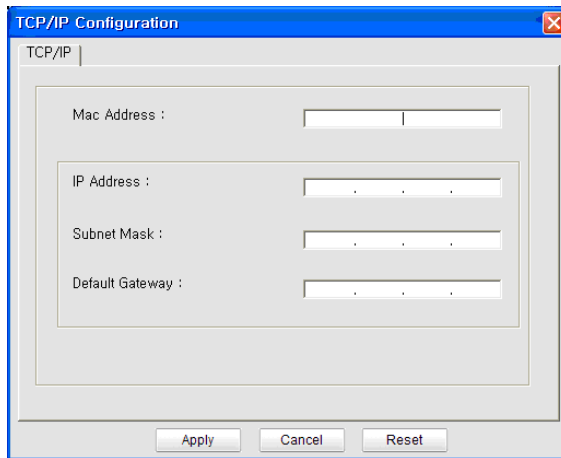 TCP/IP Configuration
TCP/IP
Mac Address :
IP Address :
. . .
Subnet Mask :
. . .
Default Gateway :
. . .
Apply Cancel Reset